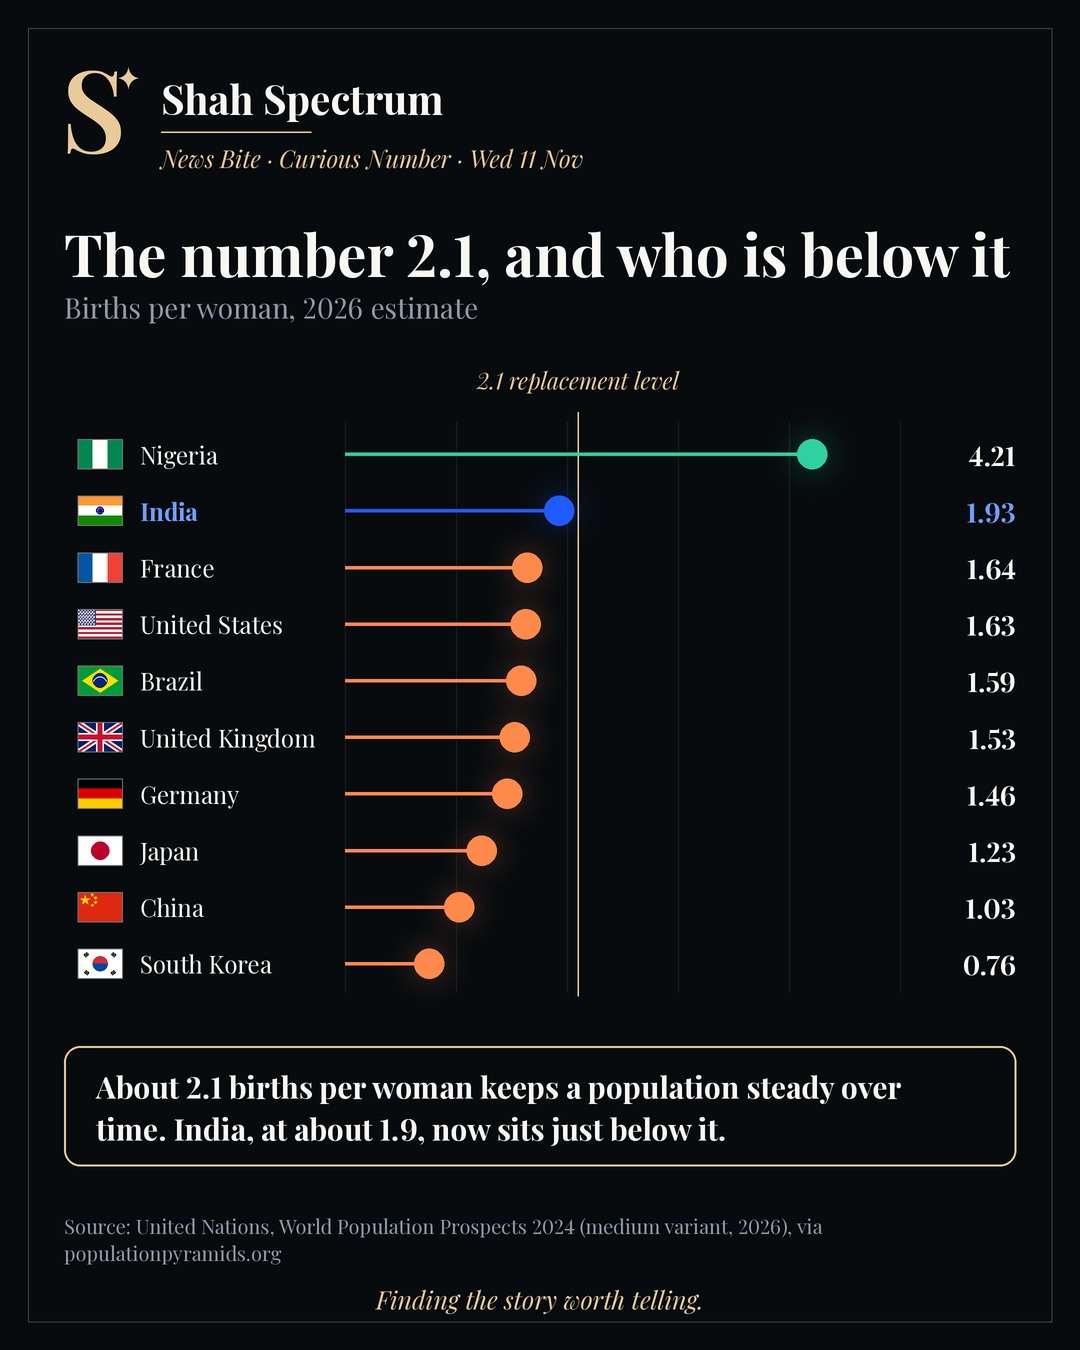 S
Shah Spectrum
News Bite · Curious Number · Wed 11 Nov
The number 2.1, and who is below it
Births per woman, 2026 estimate
2.1 replacement level
Nigeria 4.21
India 1.93
France 1.64
United States 1.63
Brazil 1.59
United Kingdom 1.53
Germany 1.46
Japan 1.23
China 1.03
South Korea 0.76
About 2.1 births per woman keeps a population steady over
time. India, at about 1.9, now sits just below it.
Source: United Nations, World Population Prospects 2024 (medium variant, 2026), via
populationpyramids.org
Finding the story worth telling.